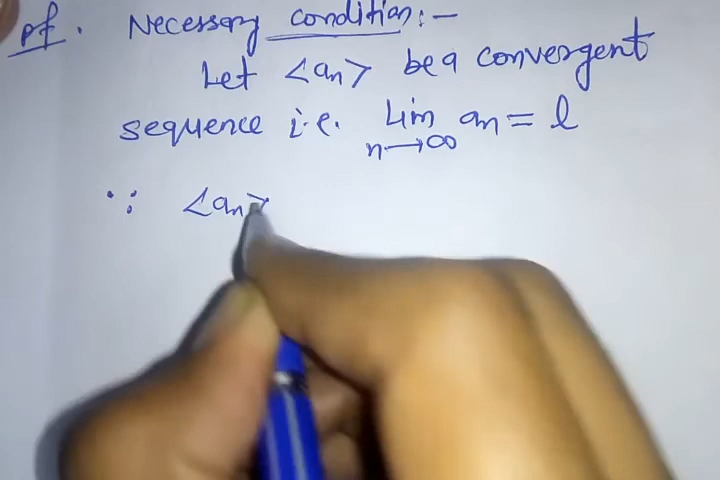 pf. Necessary condition:-
Let <an> be a convergent
sequence i.e. lim an = l
n→∞
∵ <an>